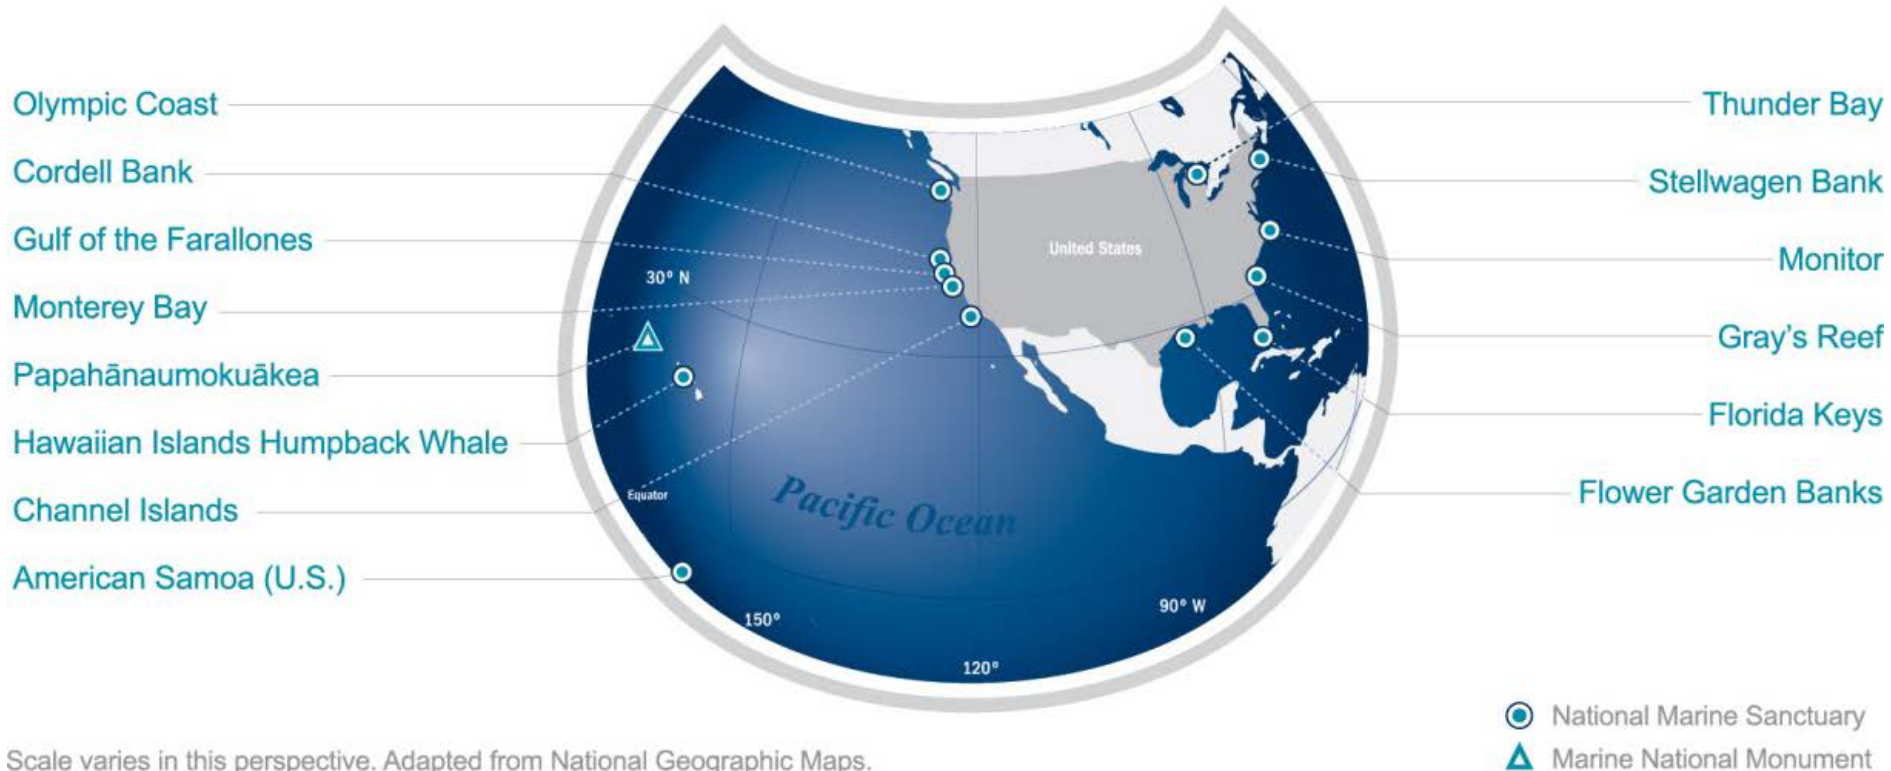 Olympic Coast
Cordell Bank
Gulf of the Farallones
Monterey Bay
Papahānaumokuākea
Hawaiian Islands Humpback Whale
Channel Islands
American Samoa (U.S.)
30° N
Equator
Pacific Ocean
United States
150°
120°
90° W
Thunder Bay
Stellwagen Bank
Monitor
Gray's Reef
Florida Keys
Flower Garden Banks
National Marine Sanctuary
Marine National Monument
Scale varies in this perspective. Adapted from National Geographic Maps.